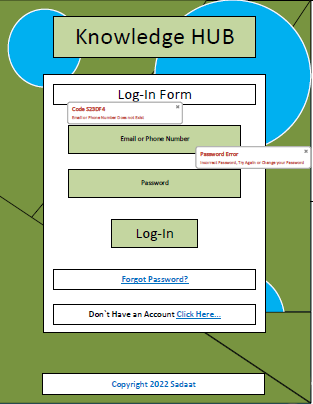 Knowledge HUB
Log-In Form
Code 523OF4
Email or Phone Number Does not Exist
Email or Phone Number
Password Error
Incorrect Password, Try Again or Change your Password
Password
Log-In
Forgot Password?
Don`t Have an Account Click Here...
Copyright 2022 Sadaat